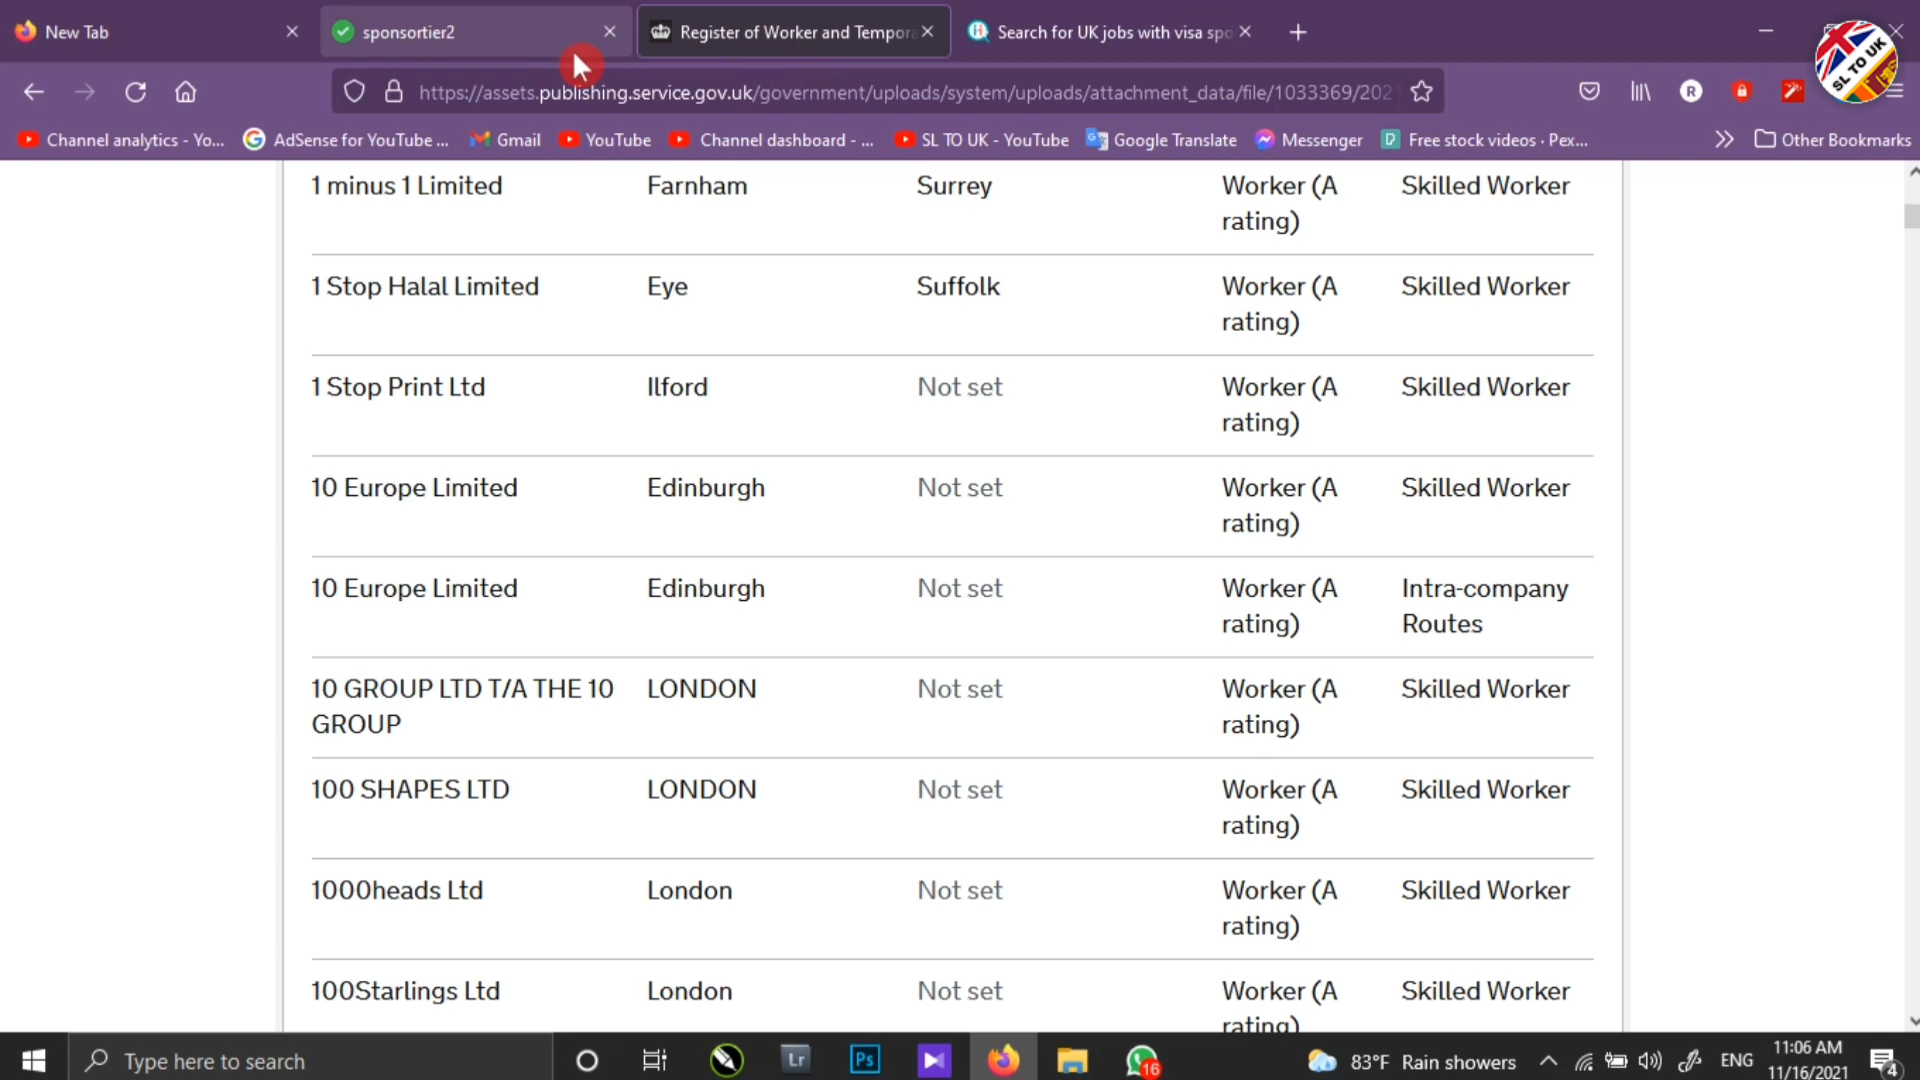 New Tab
sponsortier2
Register of Worker and Tempora
Search for UK jobs with visa spo
SL TO UK
https://assets.publishing.service.gov.uk/government/uploads/system/uploads/attachment_data/file/1033369/202
R
Channel analytics - Yo...
AdSense for YouTube ...
Gmail
YouTube
Channel dashboard - ...
SL TO UK - YouTube
Google Translate
Messenger
Free stock videos · Pex...
Other Bookmarks
1 minus 1 Limited Farnham Surrey Worker (A rating) Skilled Worker
1 Stop Halal Limited Eye Suffolk Worker (A rating) Skilled Worker
1 Stop Print Ltd Ilford Not set Worker (A rating) Skilled Worker
10 Europe Limited Edinburgh Not set Worker (A rating) Skilled Worker
10 Europe Limited Edinburgh Not set Worker (A rating) Intra-company Routes
10 GROUP LTD T/A THE 10 GROUP LONDON Not set Worker (A rating) Skilled Worker
100 SHAPES LTD LONDON Not set Worker (A rating) Skilled Worker
1000heads Ltd London Not set Worker (A rating) Skilled Worker
100Starlings Ltd London Not set Worker (A rating) Skilled Worker
Type here to search
Lr
Ps
16
83°F Rain showers
ENG
11:06 AM
11/16/2021
4